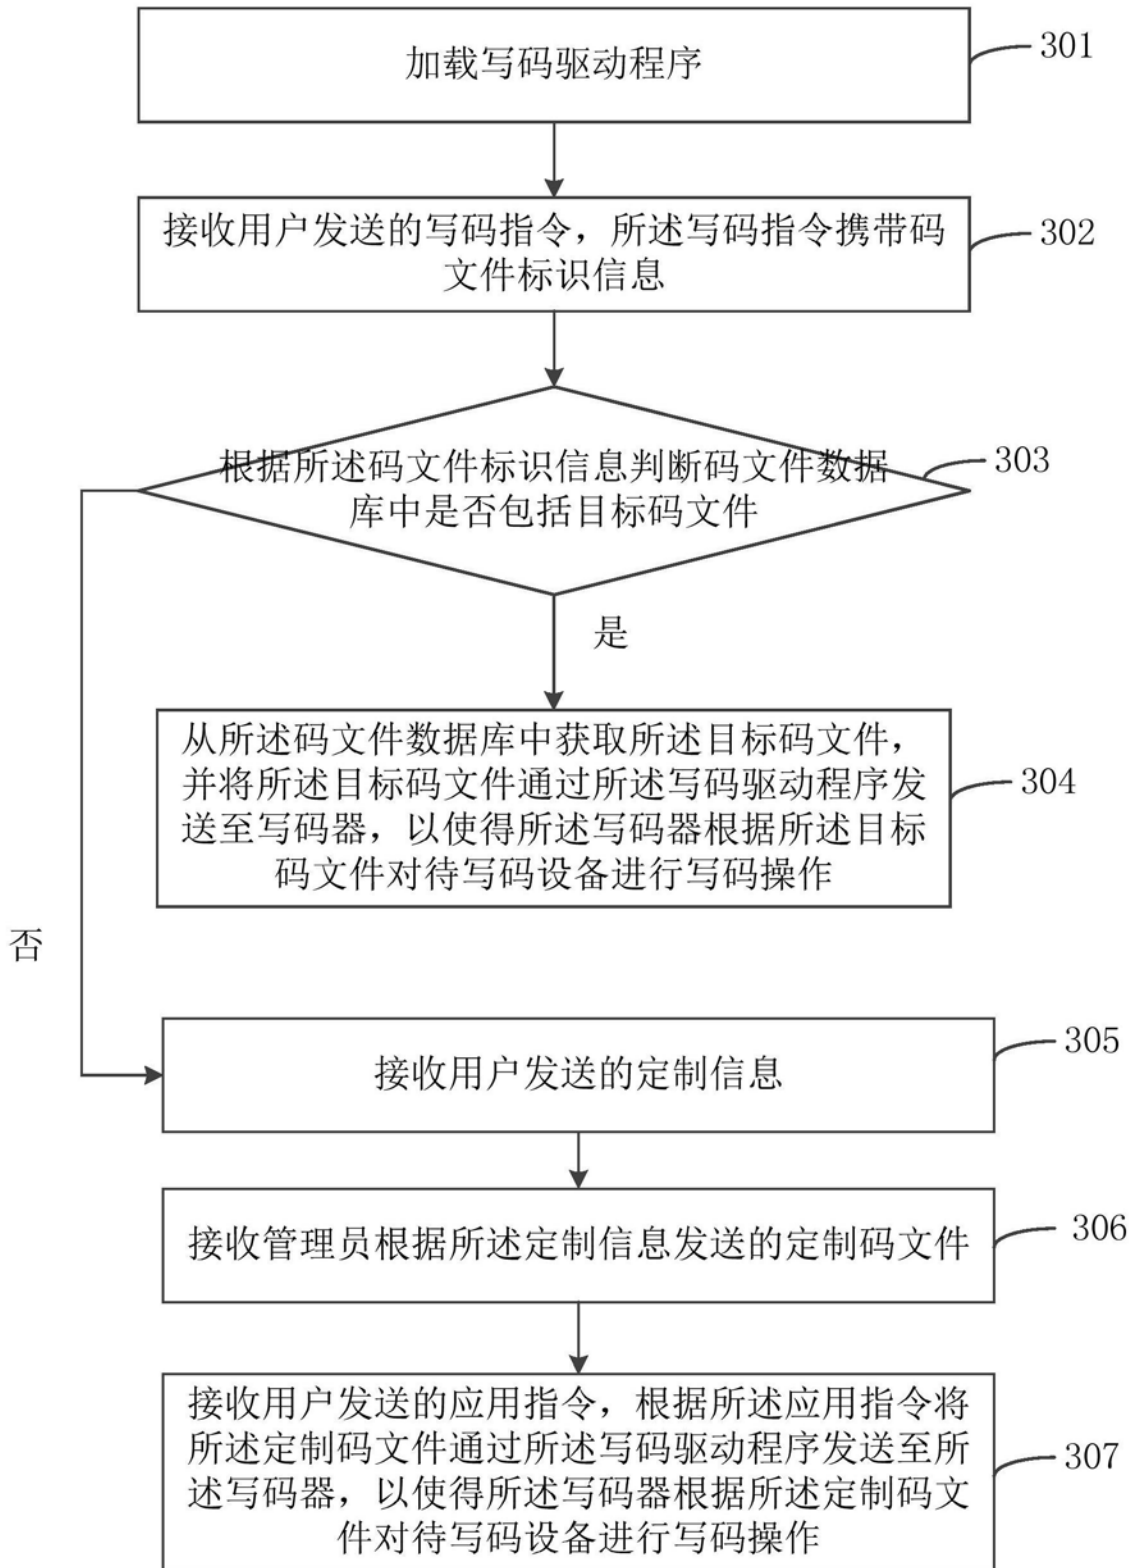 加载写码驱动程序
301
接收用户发送的写码指令，所述写码指令携带码
文件标识信息
302
根据所述码文件标识信息判断码文件数据
库中是否包括目标码文件
303
是
从所述码文件数据库中获取所述目标码文件，
并将所述目标码文件通过所述写码驱动程序发
送至写码器，以使得所述写码器根据所述目标
码文件对待写码设备进行写码操作
304
否
接收用户发送的定制信息
305
接收管理员根据所述定制信息发送的定制码文件
306
接收用户发送的应用指令，根据所述应用指令将
所述定制码文件通过所述写码驱动程序发送至所
述写码器，以使得所述写码器根据所述定制码文
件对待写码设备进行写码操作
307